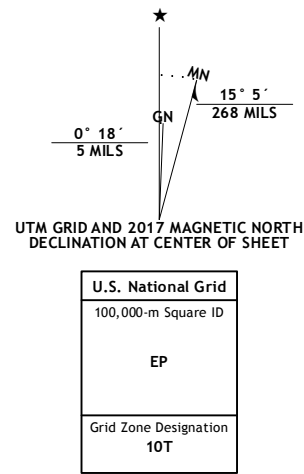 ★
MN
15° 5´
268 MILS
GN
0° 18´
5 MILS
UTM GRID AND 2017 MAGNETIC NORTH
DECLINATION AT CENTER OF SHEET
U.S. National Grid
100,000-m Square ID
EP
Grid Zone Designation
10T